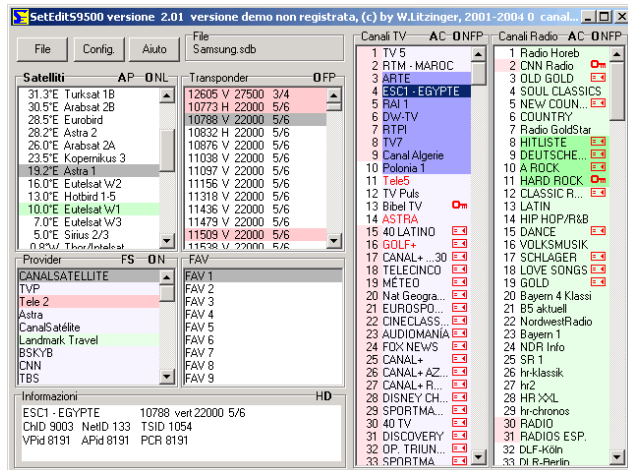 SetEditS9500 versione 2.01 versione demo non registrata, (c) by W.Litzinger, 2001-2004 0 canal...
File Config. Aiuto
File
Samsung.sdb
Satelliti AP ONL
31.3°E Turksat 1B
30.5°E Arabsat 2B
28.5°E Eurobird
28.2°E Astra 2
26.0°E Arabsat 2A
23.5°E Kopernikus 3
19.2°E Astra 1
16.0°E Eutelsat W2
13.0°E Hotbird 1-5
10.0°E Eutelsat W1
7.0°E Eutelsat W3
5.0°E Sirius 2/3
0.8°W Thor/Intelsat
Transponder OFP
12605 V 27500 3/4
10773 H 22000 5/6
10788 V 22000 5/6
10832 H 22000 5/6
10876 V 22000 5/6
11038 V 22000 5/6
11097 V 22000 5/6
11156 V 22000 5/6
11318 V 22000 5/6
11436 V 22000 5/6
11479 V 22000 5/6
11509 V 22000 5/6
11538 V 22000 5/6
Provider FS ON
CANALSATELLITE
TVP
Tele 2
Astra
CanalSatélite
Landmark Travel
BSKYB
CNN
TBS
FAV
FAV 1
FAV 2
FAV 3
FAV 4
FAV 5
FAV 6
FAV 7
FAV 8
FAV 9
Informazioni HD
ESC1 - EGYPTE 10788 vert 22000 5/6
ChID 9003 NetID 133 TSID 1054
VPid 8191 APid 8191 PCR 8191
Canali TV AC ONFP
1 TV 5
2 RTM - MAROC
3 ARTE
4 ESC1 - EGYPTE
5 RAI 1
6 DW-TV
7 RTPI
8 TV7
9 Canal Algerie
10 Polonia 1
11 Tele5
12 TV Puls
13 Bibel TV
14 ASTRA
15 40 LATINO
16 GOLF+
17 CANAL+ ...30
18 TELECINCO
19 MÉTEO
20 Nat Geogra...
21 EUROSPO...
22 CINECLASS...
23 AUDIOMANÍA
24 FOX NEWS
25 CANAL+
26 CANAL+ AZ...
27 CANAL+ R...
28 DISNEY CH...
29 SPORTMA...
30 40 TV
31 DISCOVERY
32 OP. TRIUN...
33 SPORTMA
Canali Radio AC ONFP
1 Radio Horeb
2 CNN Radio
3 OLD GOLD
4 SOUL CLASSICS
5 NEW COUN...
6 COUNTRY
7 Radio GoldStar
8 HITLISTE
9 DEUTSCHE...
10 A ROCK
11 HARD ROCK
12 CLASSIC R...
13 LATIN
14 HIP HOP/R&B
15 DANCE
16 VOLKSMUSIK
17 SCHLAGER
18 LOVE SONGS
19 GOLD
20 Bayern 4 Klassi
21 B5 aktuell
22 NordwestRadio
23 Bayern 1
24 NDR Info
25 SR 1
26 hr-klassik
27 hr2
28 HR XXL
29 hr-chronos
30 RADIO
31 RADIOS ESP.
32 DLF-Köln
33 DLR-Berlin